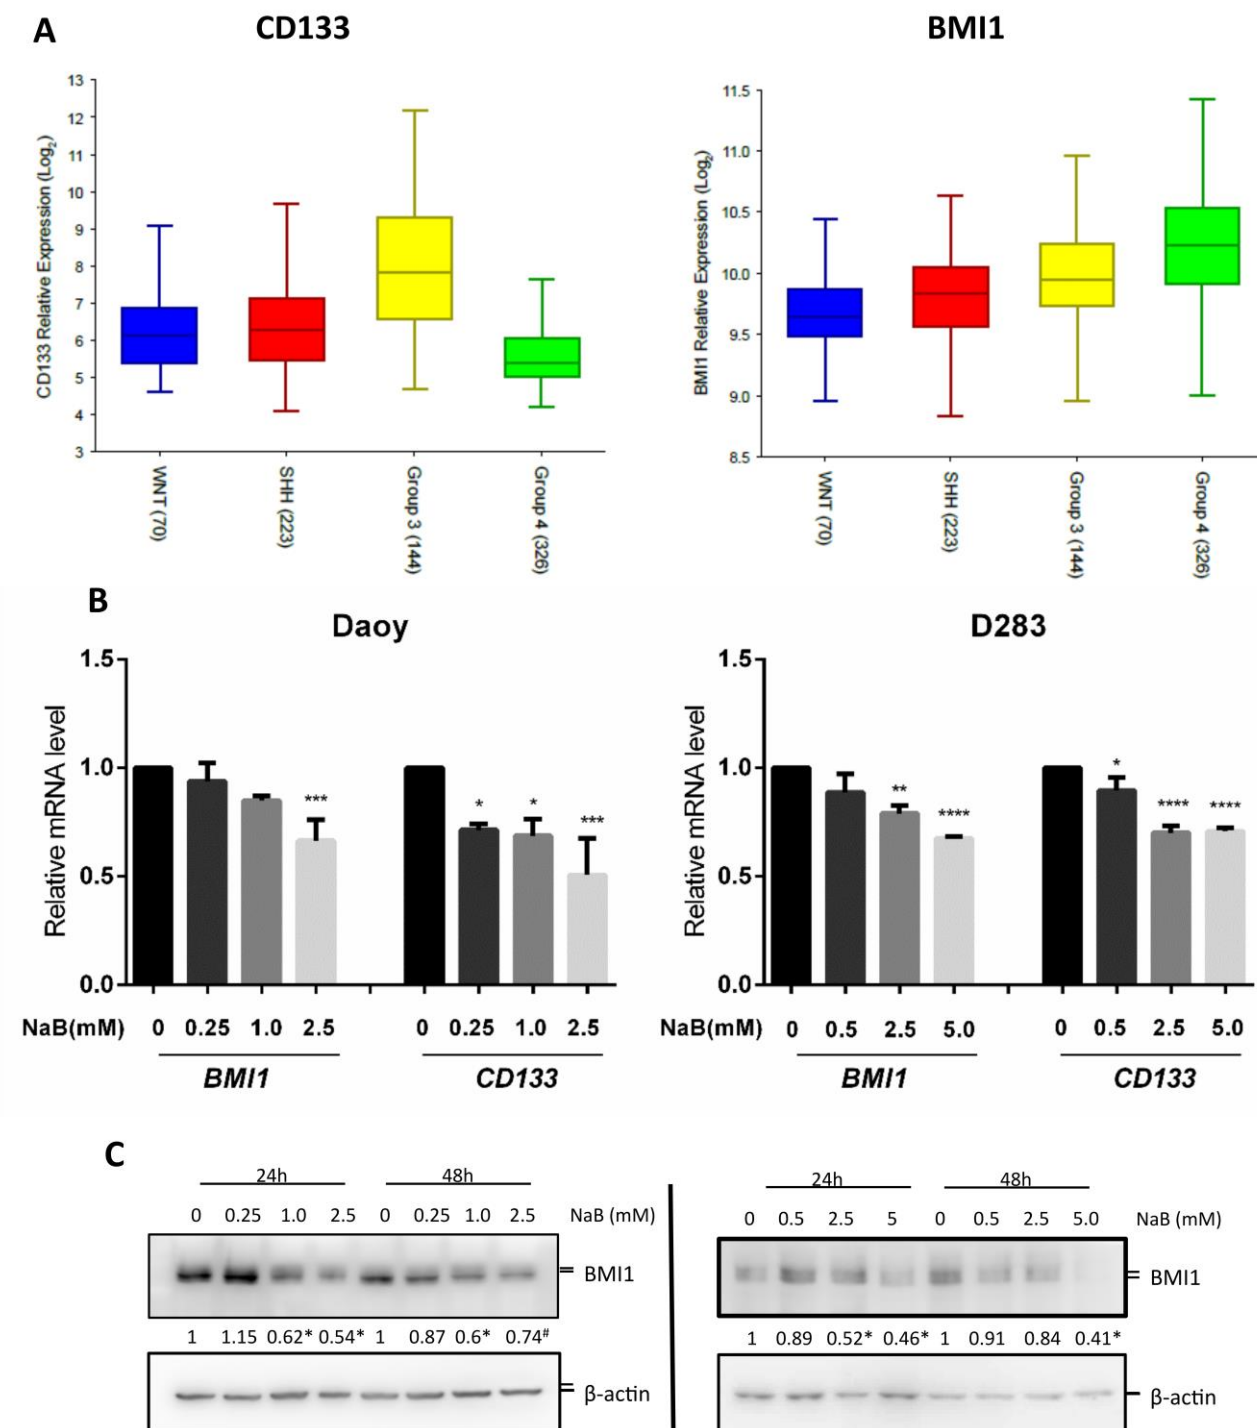 A
CD133
BMI1
CD133 Relative Expression (Log2)
13
12
11
10
9
8
7
6
5
4
3
WNT (70)
SHH (223)
Group 3 (144)
Group 4 (326)
BMI1 Relative Expression (Log2)
11.5
11.0
10.5
10.0
9.5
9.0
8.5
WNT (70)
SHH (223)
Group 3 (144)
Group 4 (326)
B
Daoy
Relative mRNA level
1.5
1.0
0.5
0.0
***
*
*
***
NaB(mM) 0 0.25 1.0 2.5 0 0.25 1.0 2.5
BMI1 CD133
D283
Relative mRNA level
1.5
1.0
0.5
0.0
**
****
*
****
****
NaB(mM) 0 0.5 2.5 5.0 0 0.5 2.5 5.0
BMI1 CD133
C
24h 48h
0 0.25 1.0 2.5 0 0.25 1.0 2.5 NaB (mM)
BMI1
1 1.15 0.62* 0.54* 1 0.87 0.6* 0.74#
β-actin
24h 48h
0 0.5 2.5 5 0 0.5 2.5 5.0 NaB (mM)
BMI1
1 0.89 0.52* 0.46* 1 0.91 0.84 0.41*
β-actin